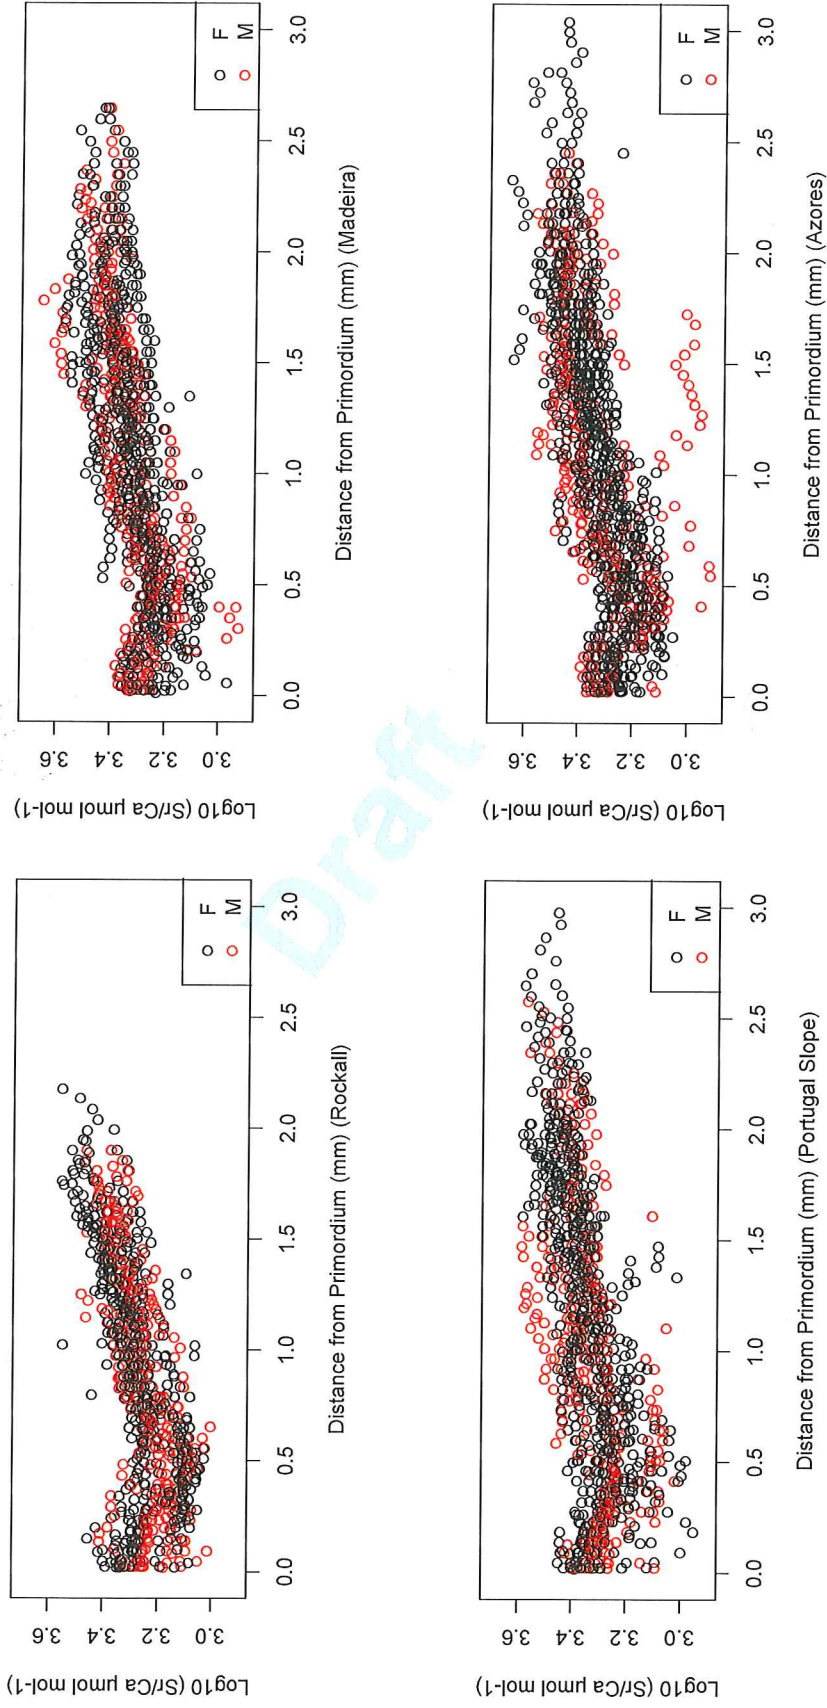 Log10 (Sr/Ca µmol mol-1)
3.6
3.4
3.2
3.0
0.0
0.5
1.0
1.5
2.0
2.5
3.0
Distance from Primordium (mm) (Rockall)
F
M
Log10 (Sr/Ca µmol mol-1)
3.6
3.4
3.2
3.0
0.0
0.5
1.0
1.5
2.0
2.5
3.0
Distance from Primordium (mm) (Madeira)
F
M
Log10 (Sr/Ca µmol mol-1)
3.6
3.4
3.2
3.0
0.0
0.5
1.0
1.5
2.0
2.5
3.0
Distance from Primordium (mm) (Portugal Slope)
F
M
Log10 (Sr/Ca µmol mol-1)
3.6
3.4
3.2
3.0
0.0
0.5
1.0
1.5
2.0
2.5
3.0
Distance from Primordium (mm) (Azores)
F
M
Draft